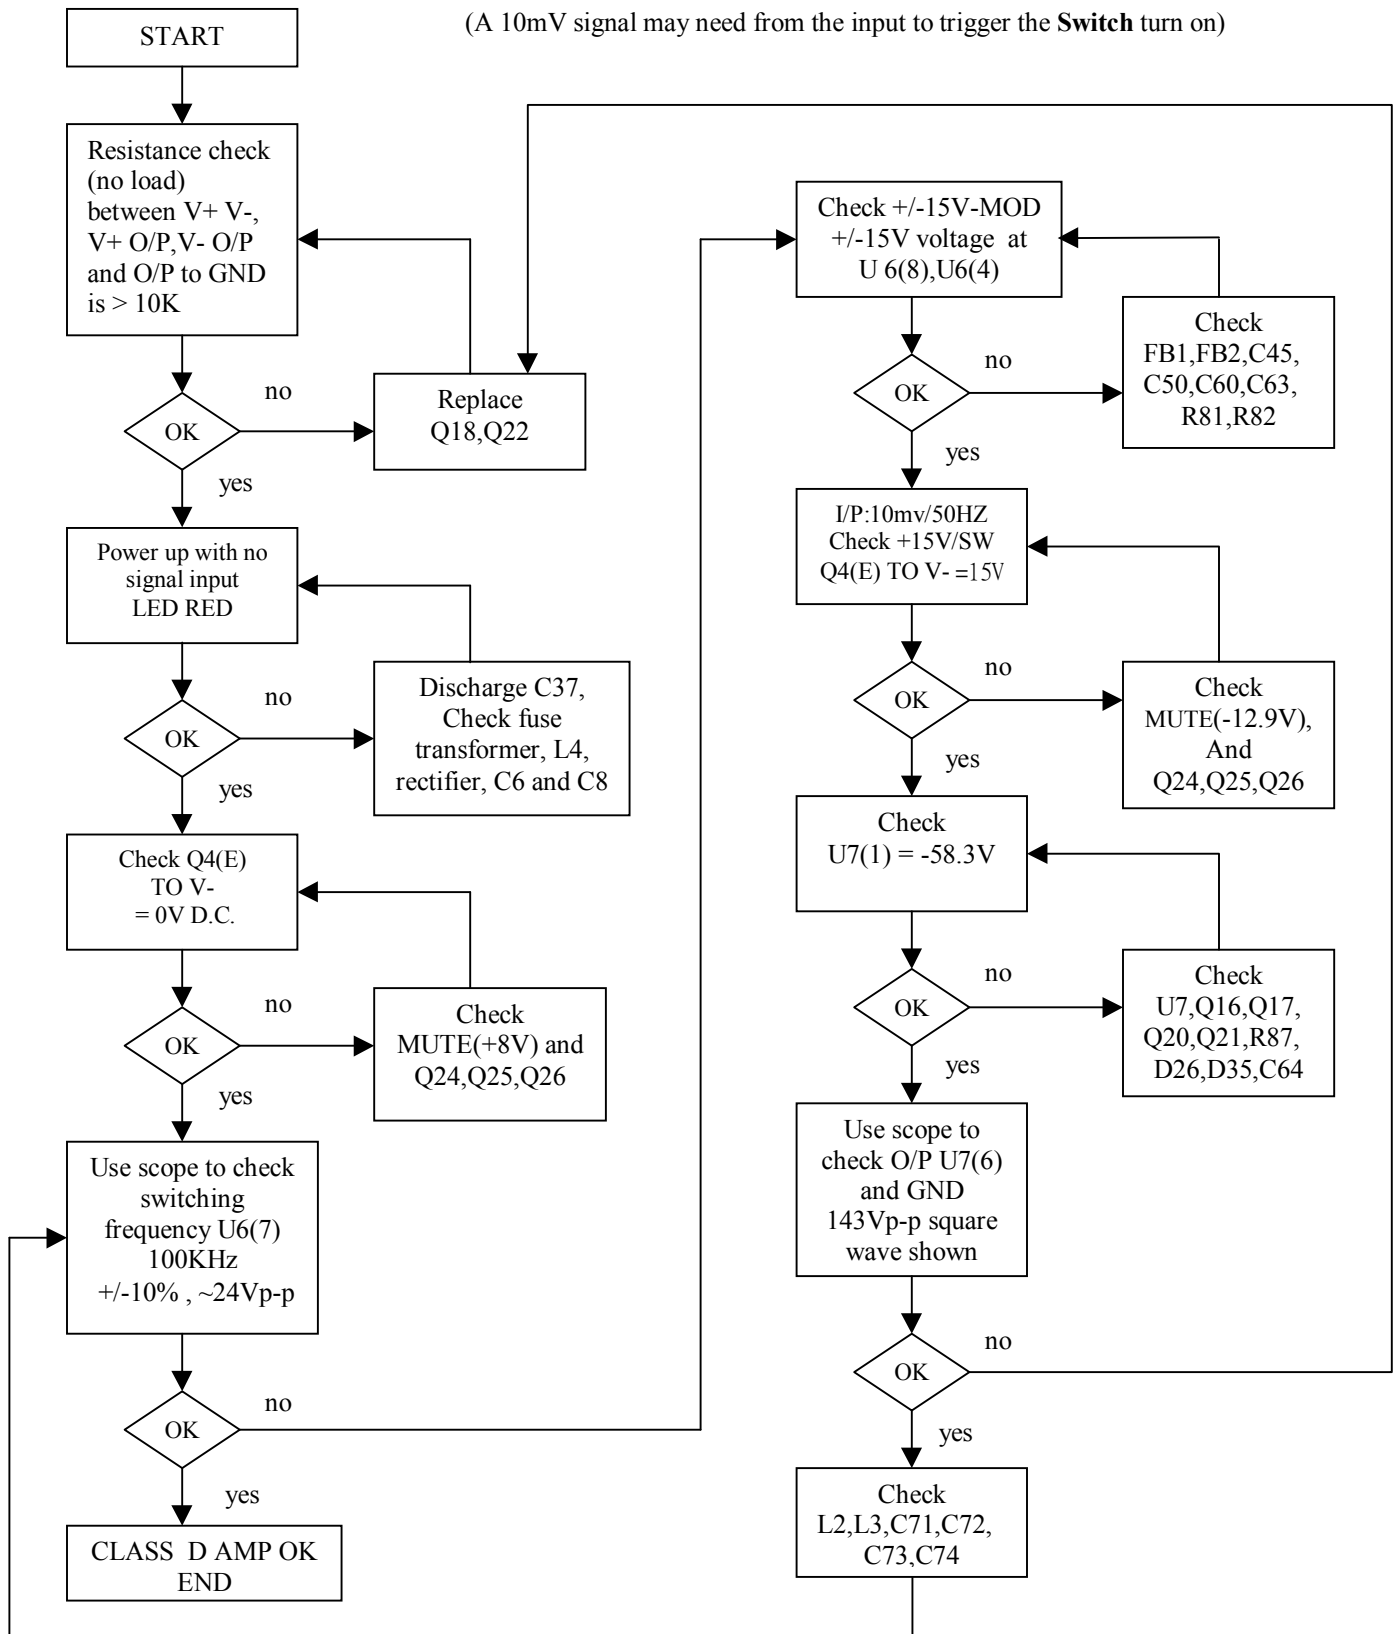 (A 10mV signal may need from the input to trigger the Switch turn on)
START
Resistance check
(no load)
between V+ V-,
V+ O/P,V- O/P
and O/P to GND
is > 10K
OK
no
Replace
Q18,Q22
yes
Power up with no
signal input
LED RED
OK
no
Discharge C37,
Check fuse
transformer, L4,
rectifier, C6 and C8
yes
Check Q4(E)
TO V-
= 0V D.C.
OK
no
Check
MUTE(+8V) and
Q24,Q25,Q26
yes
Use scope to check
switching
frequency U6(7)
100KHz
+/-10% , ~24Vp-p
OK
no
yes
CLASS D AMP OK
END
Check +/-15V-MOD
+/-15V voltage at
U 6(8),U6(4)
OK
no
Check
FB1,FB2,C45,
C50,C60,C63,
R81,R82
yes
I/P:10mv/50HZ
Check +15V/SW
Q4(E) TO V- =15V
OK
no
Check
MUTE(-12.9V),
And
Q24,Q25,Q26
yes
Check
U7(1) = -58.3V
OK
no
Check
U7,Q16,Q17,
Q20,Q21,R87,
D26,D35,C64
yes
Use scope to
check O/P U7(6)
and GND
143Vp-p square
wave shown
OK
no
yes
Check
L2,L3,C71,C72,
C73,C74